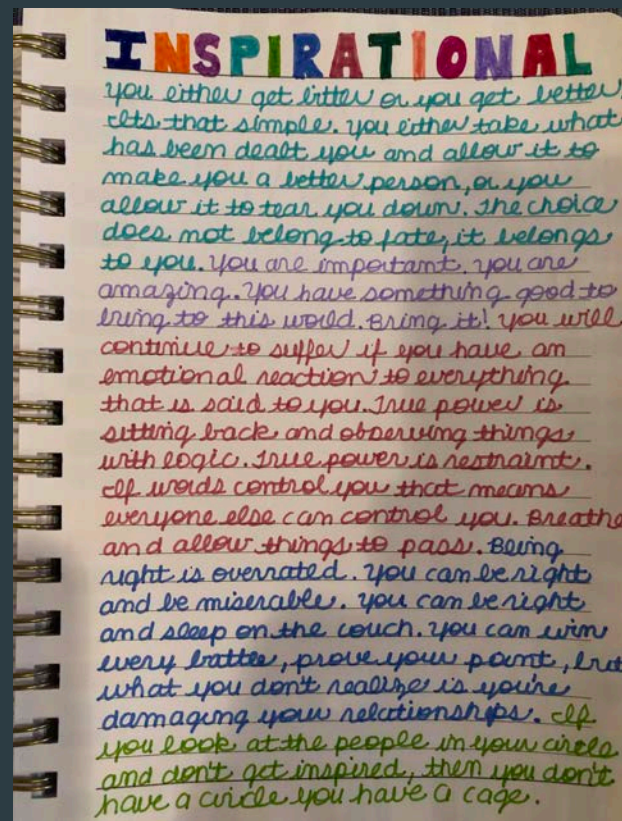 INSPIRATIONAL
you either get bitter or you get better.
Its that simple. you either take what
has been dealt you and allow it to
make you a better person, or you
allow it to tear you down. The choice
does not belong to fate, it belongs
to you. You are important. You are
amazing. You have something good to
bring to this world. Bring it! you will
continue to suffer if you have an
emotional reaction to everything
that is said to you. True power is
sitting back and observing things
with logic. True power is restraint.
If words control you that means
everyone else can control you. Breathe
and allow things to pass. Being
right is overrated. you can be right
and be miserable. you can be right
and sleep on the couch. you can win
every battle, prove your point, but
what you don't realize is you're
damaging your relationships. If
you look at the people in your circle
and don't get inspired, then you don't
have a circle you have a cage.